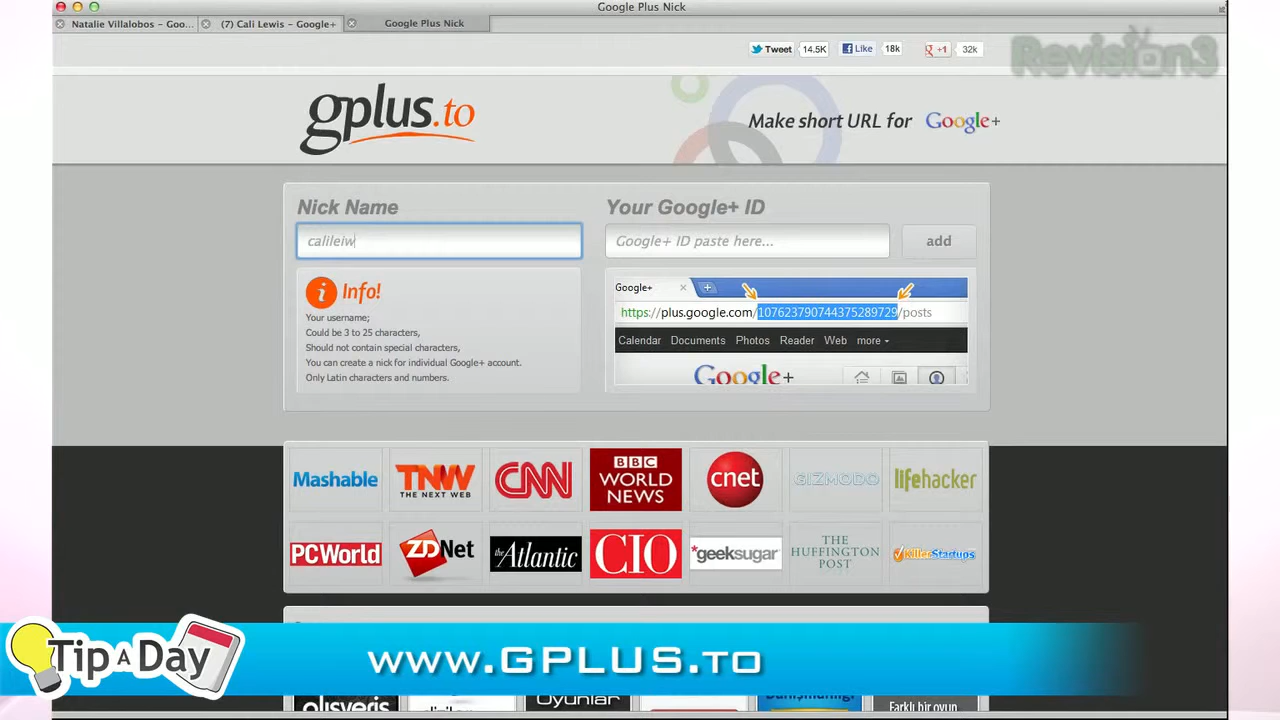 Google Plus Nick
Natalie Villalobos - Goo...
(7) Cali Lewis - Google+
Google Plus Nick
Tweet 14.5K Like 18k +1 32k
Revision3
gplus.to
Make short URL for Google+
Nick Name
Your Google+ ID
calileiw
Google+ ID paste here...
add
i Info!
Your username;
Could be 3 to 25 characters,
Should not contain special characters,
You can create a nick for individual Google+ account.
Only Latin characters and numbers.
Google+
https://plus.google.com/107623790744375289729/posts
Calendar Documents Photos Reader Web more
Google+
Mashable
TNW
THE NEXT WEB
CNN
BBC
WORLD
NEWS
cnet
GIZMODO
lifehacker
PCWorld
ZDNet
the Atlantic
CIO
*geeksugar
THE
HUFFINGTON
POST
KillerStartups
Tip A Day
www.GPLUS.TO
alışveriş
Oyunlar
Danışmanlığı
Farklı bir oyun